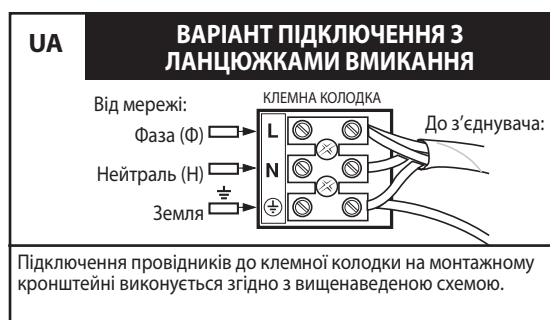 UA
ВАРІАНТ ПІДКЛЮЧЕННЯ З
ЛАНЦЮЖКАМИ ВМИКАННЯ
Від мережі:
КЛЕМНА КОЛОДКА
Фаза (Ф)
L
До з’єднувача:
Нейтраль (Н)
N
Земля
Підключення провідників до клемної колодки на монтажному
кронштейні виконується згідно з вищенаведеною схемою.